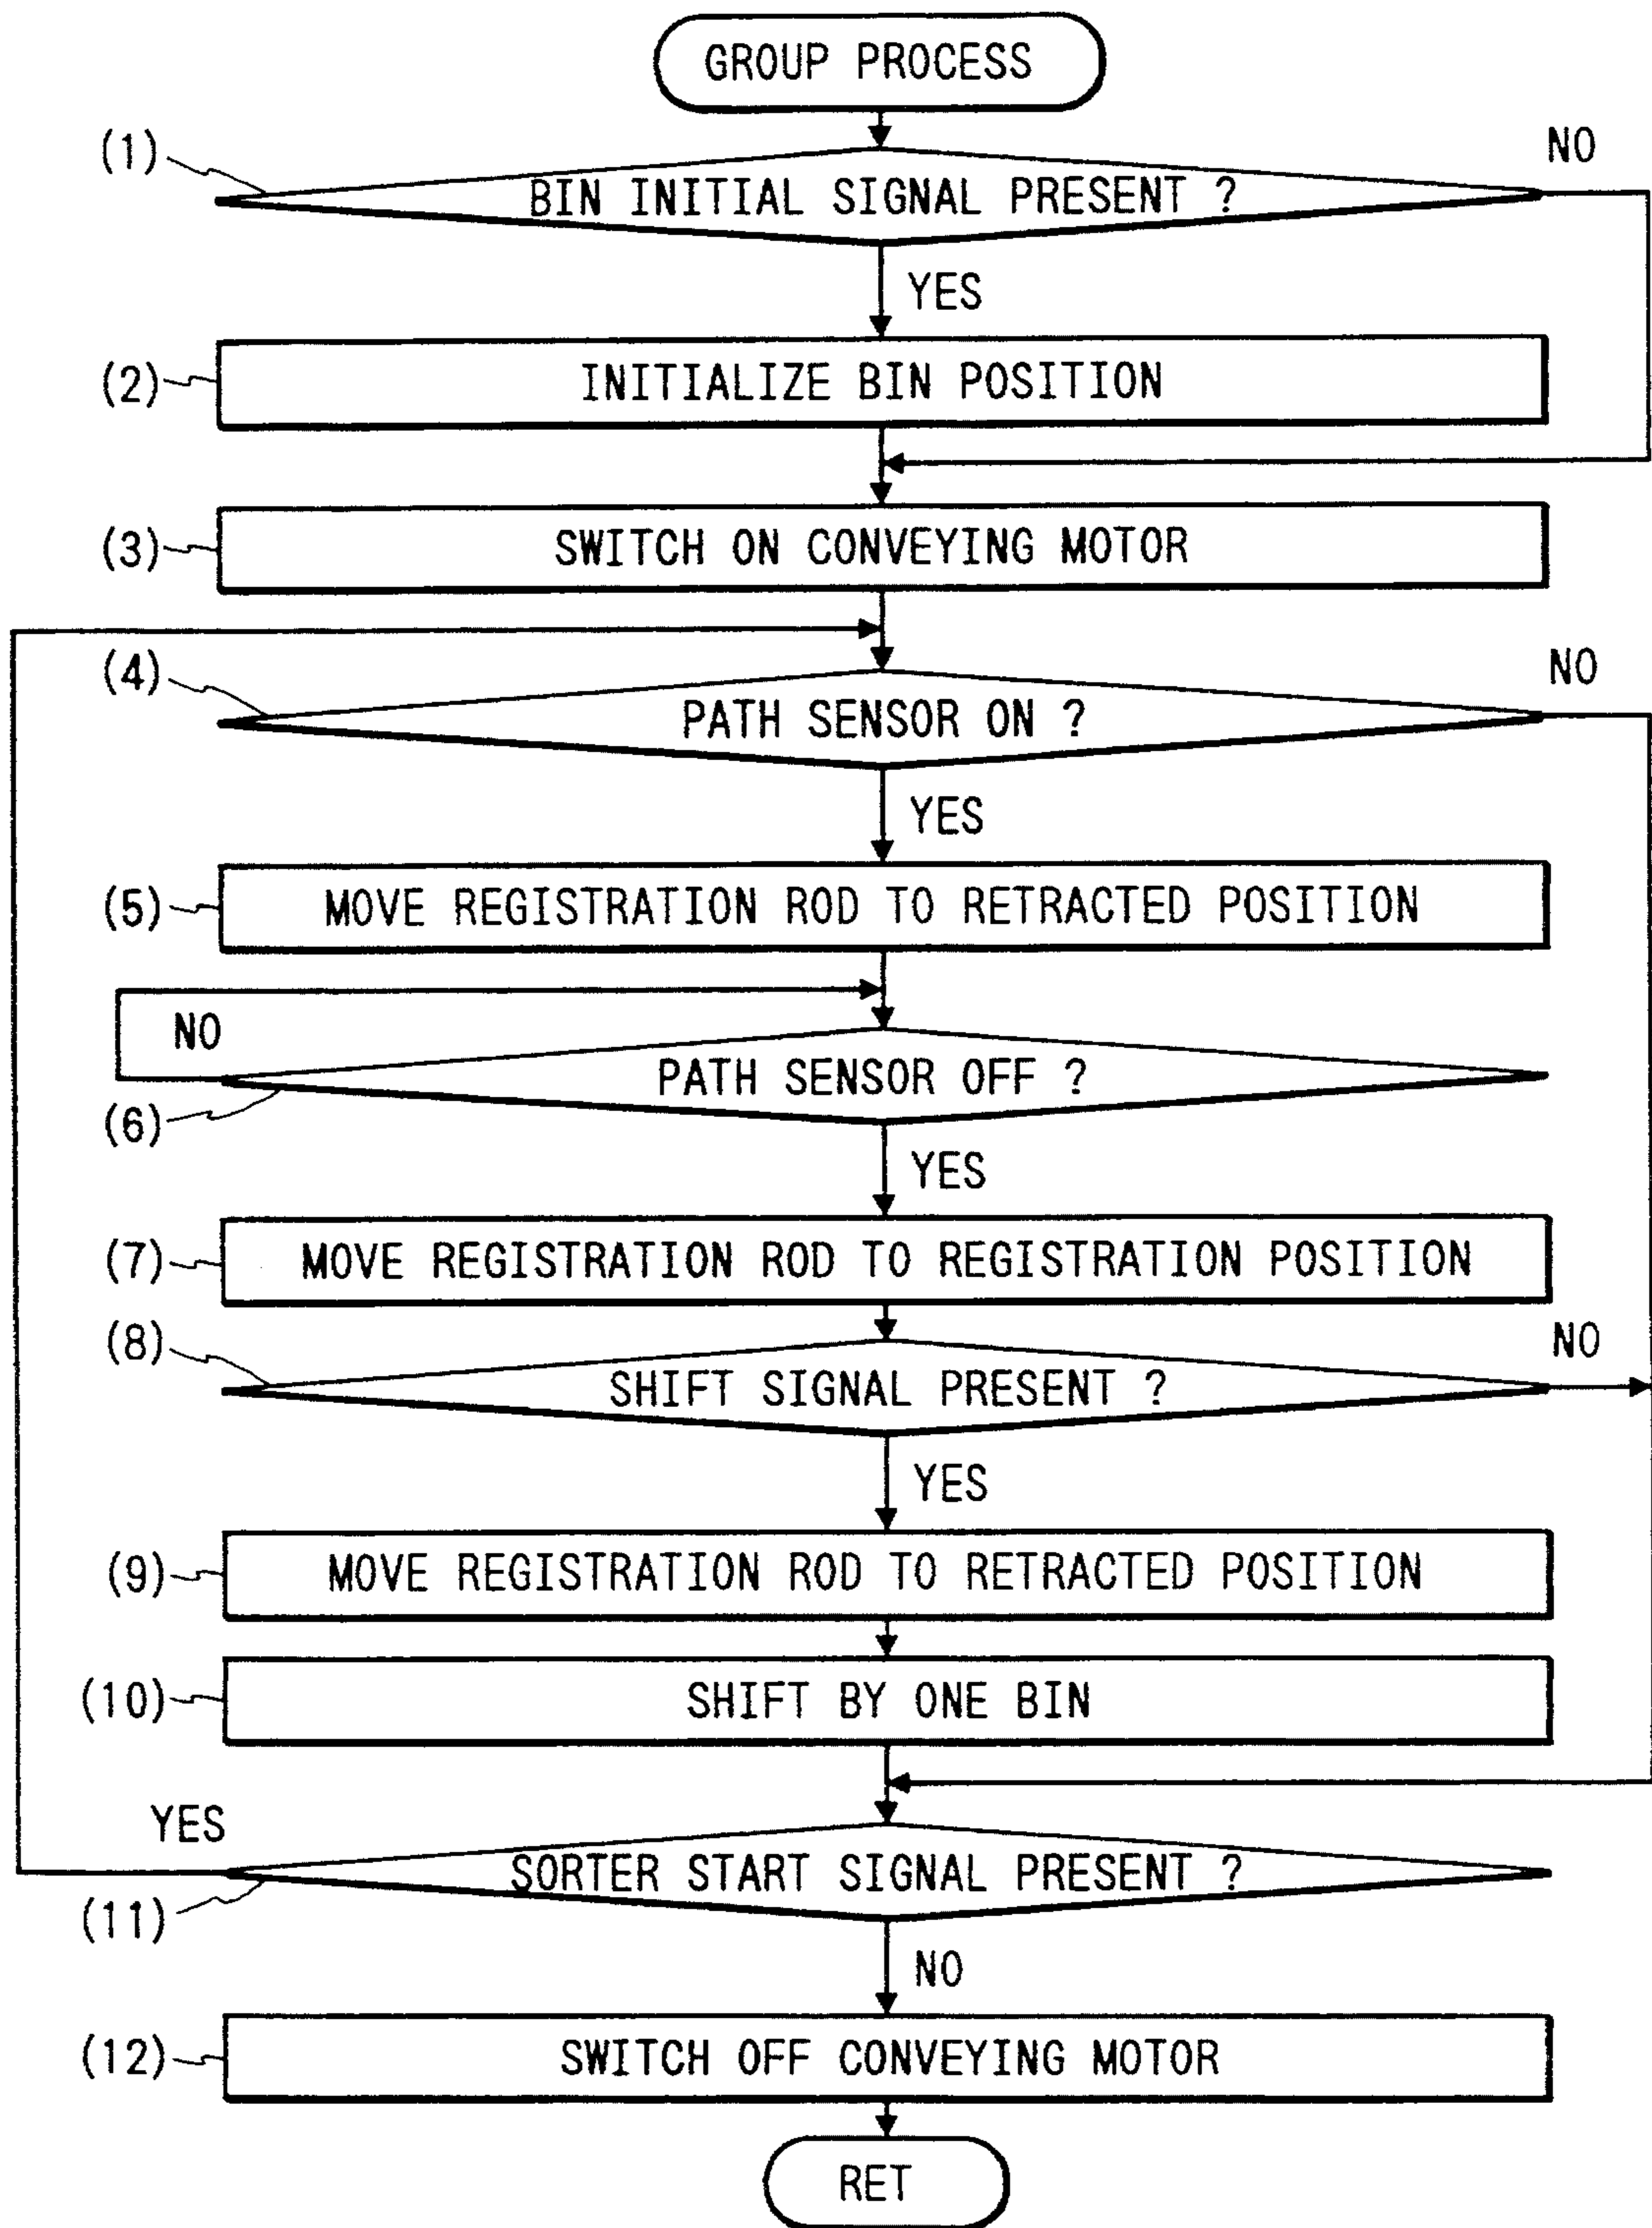 GROUP PROCESS
(1)
NO
BIN INITIAL SIGNAL PRESENT ?
YES
(2)
INITIALIZE BIN POSITION
(3)
SWITCH ON CONVEYING MOTOR
(4)
NO
PATH SENSOR ON ?
YES
(5)
MOVE REGISTRATION ROD TO RETRACTED POSITION
NO
PATH SENSOR OFF ?
(6)
YES
(7)
MOVE REGISTRATION ROD TO REGISTRATION POSITION
(8)
NO
SHIFT SIGNAL PRESENT ?
YES
(9)
MOVE REGISTRATION ROD TO RETRACTED POSITION
(10)
SHIFT BY ONE BIN
YES
SORTER START SIGNAL PRESENT ?
(11)
NO
(12)
SWITCH OFF CONVEYING MOTOR
RET